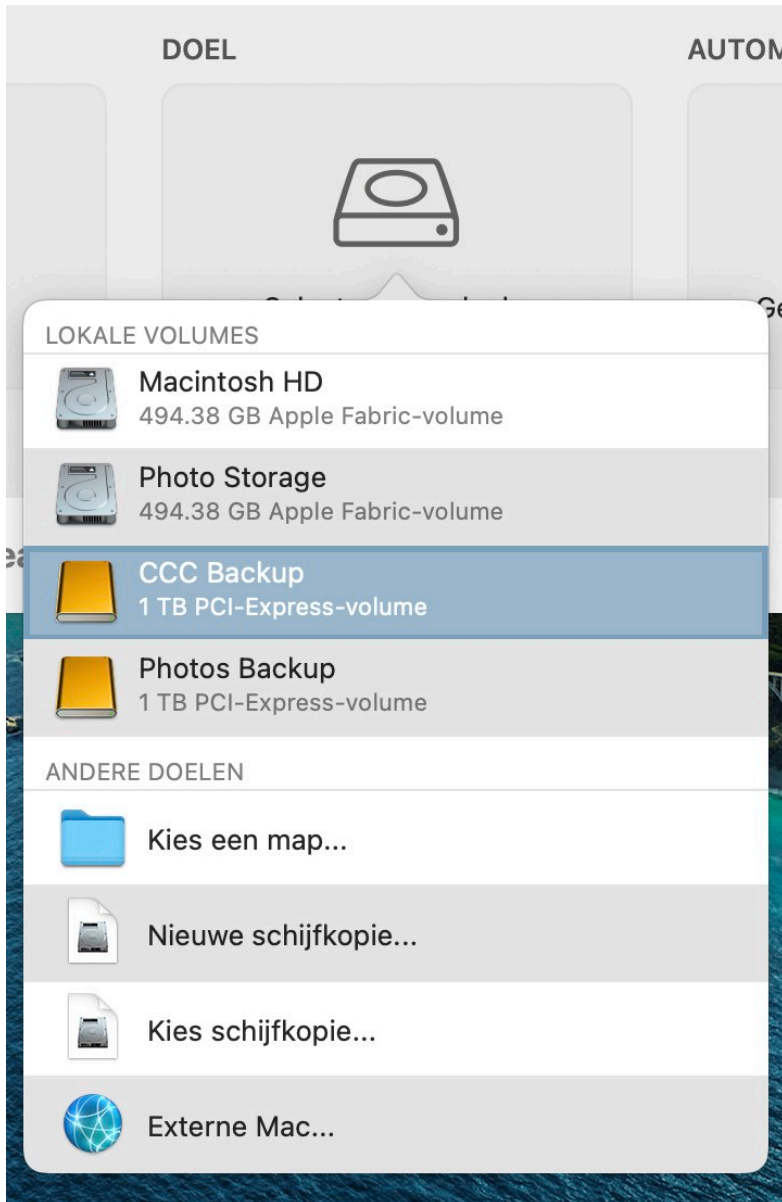 DOEL
LOKALE VOLUMES
Macintosh HD
494.38 GB Apple Fabric-volume
Photo Storage
494.38 GB Apple Fabric-volume
CCC Backup
1 TB PCI-Express-volume
Photos Backup
1 TB PCI-Express-volume
ANDERE DOELEN
Kies een map...
Nieuwe schijfkopie...
Kies schijfkopie...
Externe Mac...